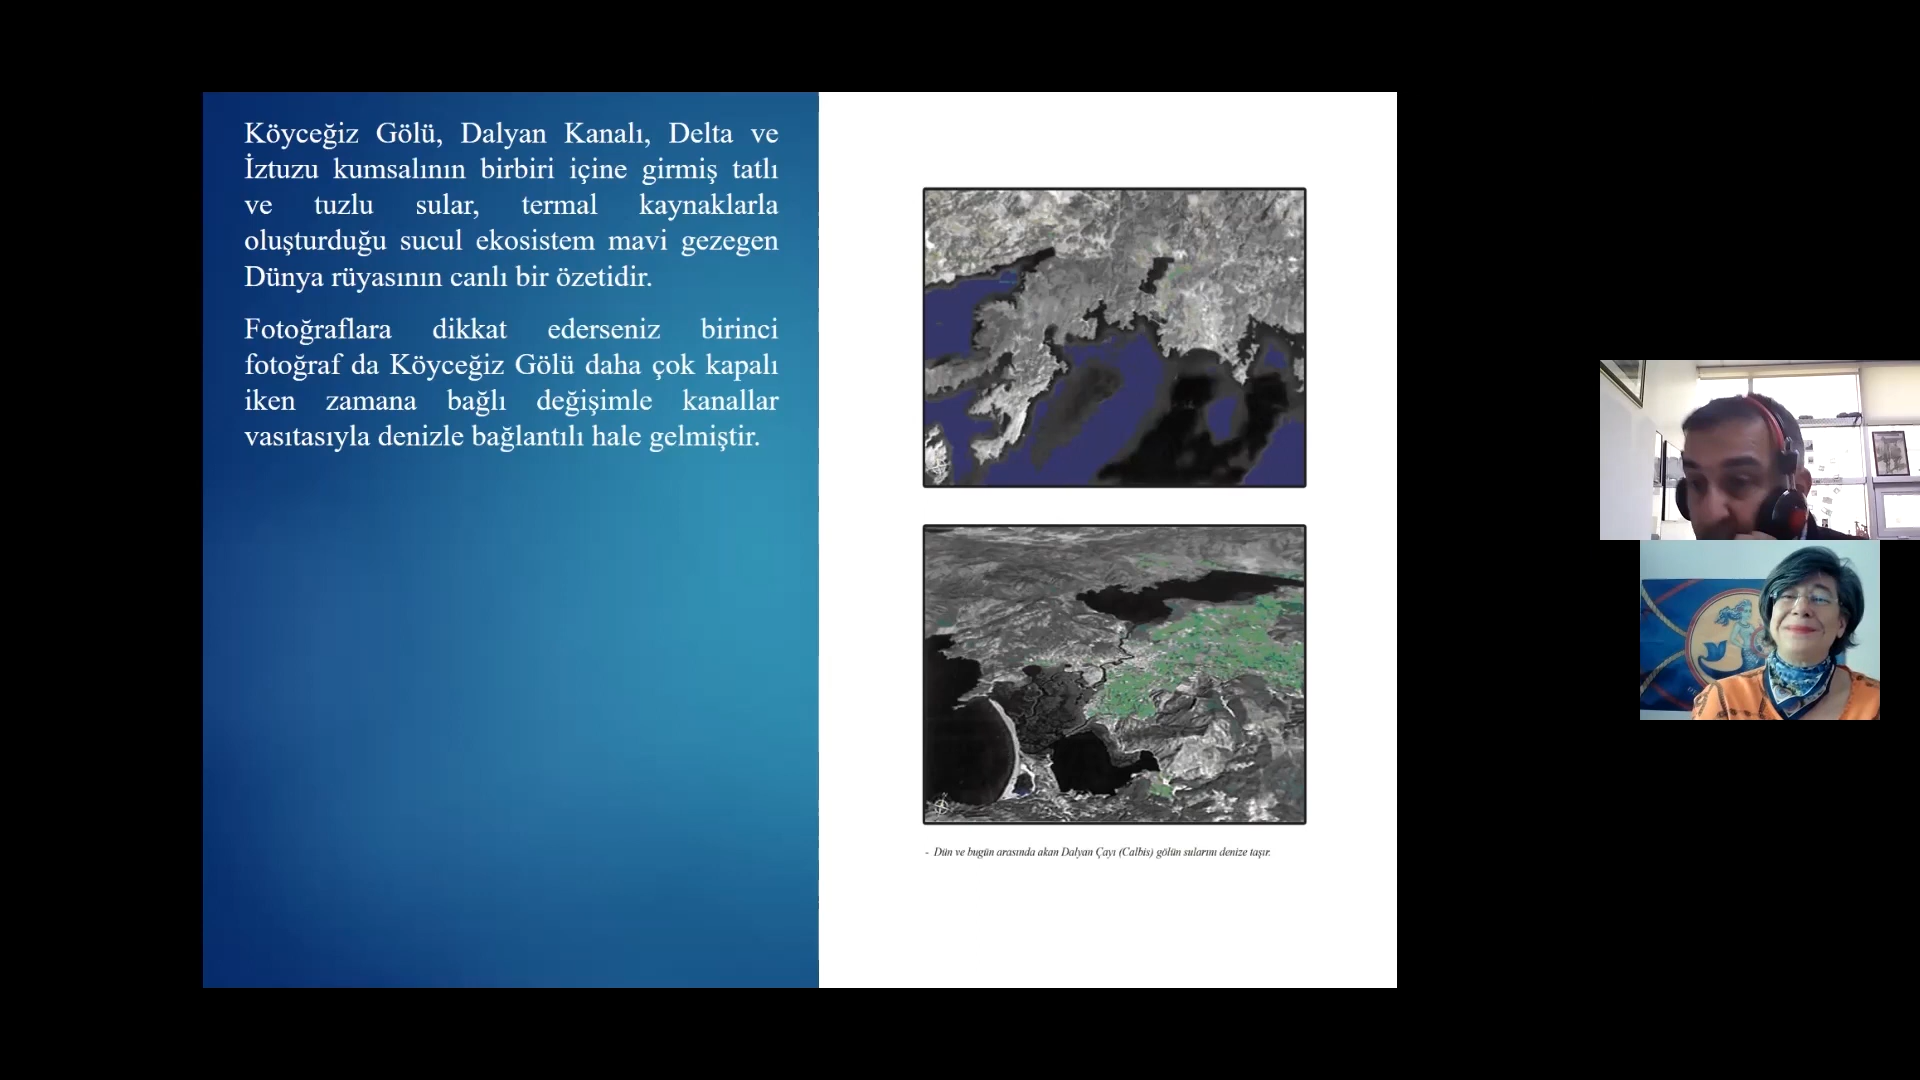 Köyceğiz Gölü, Dalyan Kanalı, Delta ve
İztuzu kumsalının birbiri içine girmiş tatlı
ve tuzlu sular, termal kaynaklarla
oluşturduğu sucul ekosistem mavi gezegen
Dünya rüyasının canlı bir özetidir.
Fotoğraflara dikkat ederseniz birinci
fotoğraf da Köyceğiz Gölü daha çok kapalı
iken zamana bağlı değişimle kanallar
vasıtasıyla denizle bağlantılı hale gelmiştir.
- Dün ve bugün arasında akan Dalyan Çayı (Calbis) gölün sularını denize taşır.